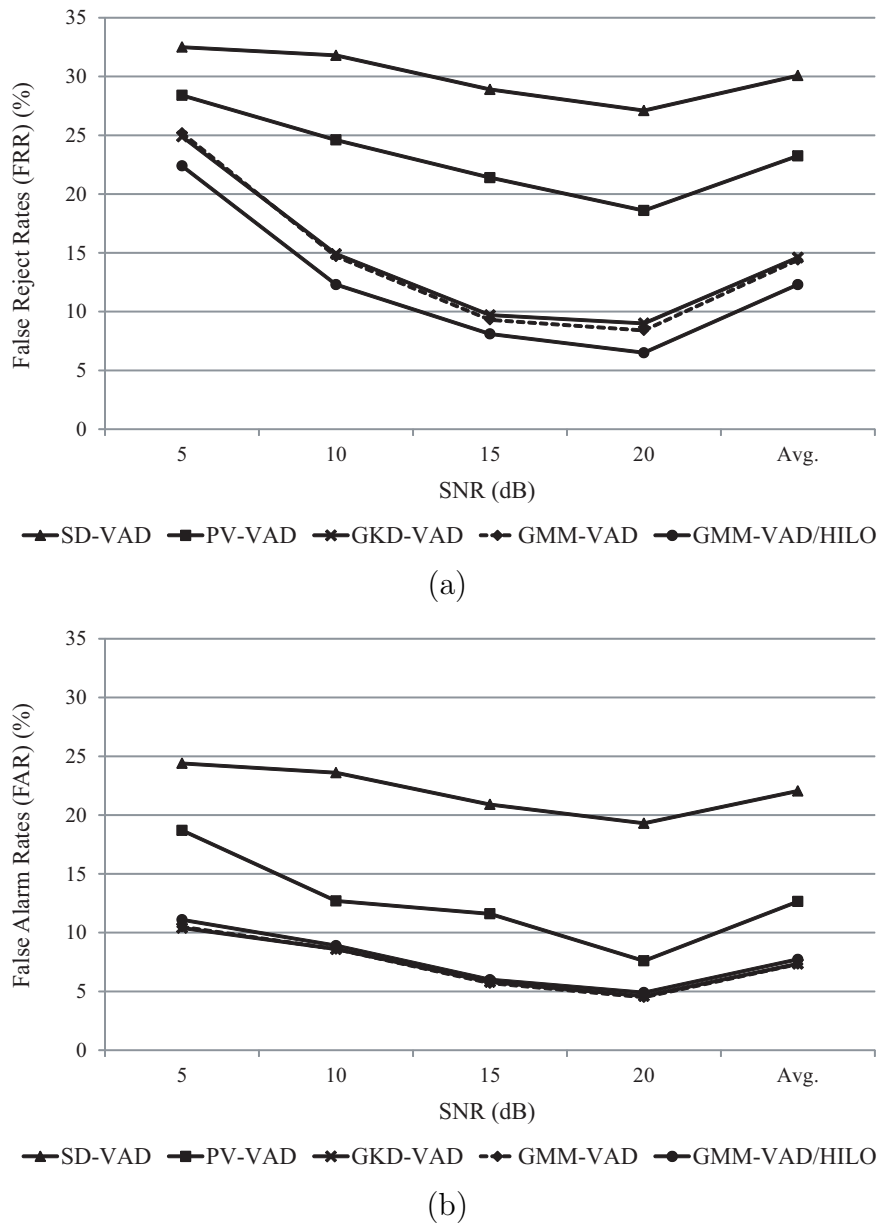 35
30
25
20
15
10
5
0
False Reject Rates (FRR) (%)
5 10 15 20 Avg.
SNR (dB)
SD-VAD PV-VAD GKD-VAD GMM-VAD GMM-VAD/HILO
(a)
35
30
25
20
15
10
5
0
False Alarm Rates (FAR) (%)
5 10 15 20 Avg.
SNR (dB)
SD-VAD PV-VAD GKD-VAD GMM-VAD GMM-VAD/HILO
(b)